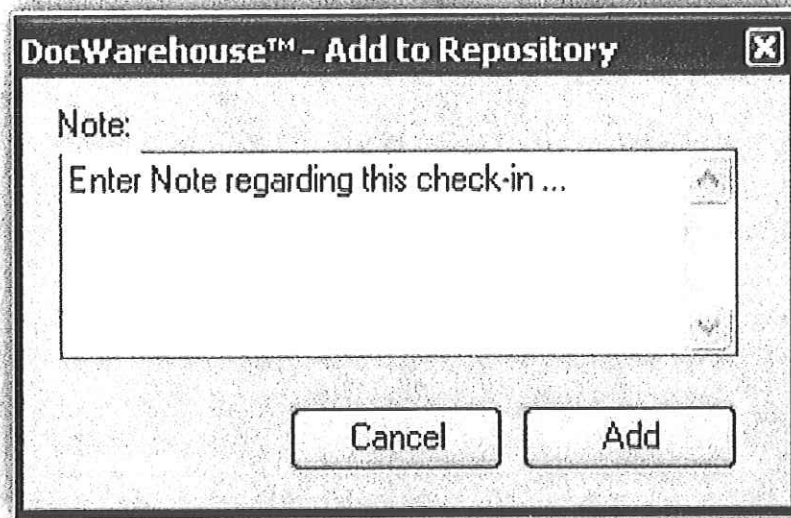 DocWarehouse™ - Add to Repository
Note:
Enter Note regarding this check-in ...
Cancel
Add